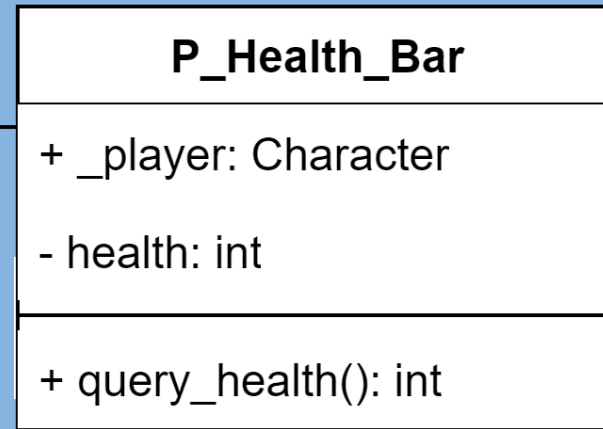 P_Health_Bar
+ _player: Character
- health: int
+ query_health(): int